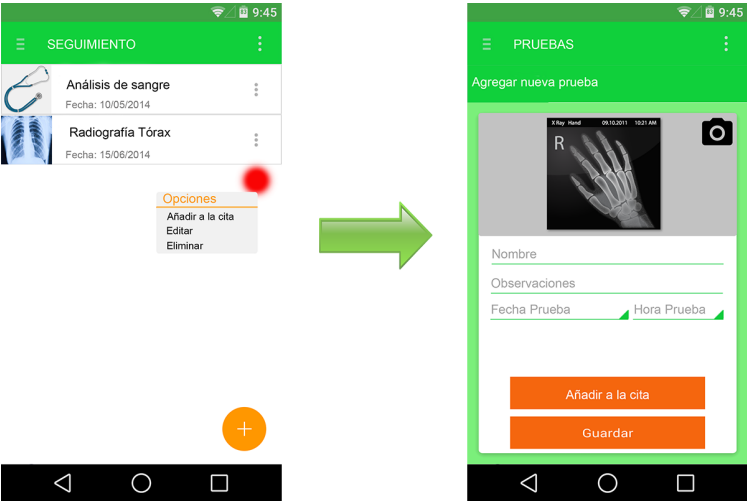 9:45
SEGUIMIENTO
Análisis de sangre
Fecha: 10/05/2014
Radiografía Tórax
Fecha: 15/06/2014
Opciones
Añadir a la cita
Editar
Eliminar
9:45
PRUEBAS
Agregar nueva prueba
X Ray Hand 09.10.2011 10:21 AM
R
Nombre
Observaciones
Fecha Prueba Hora Prueba
Añadir a la cita
Guardar